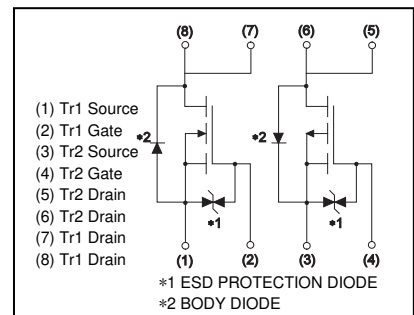 (8) (7) (6) (5)
(1) Tr1 Source
(2) Tr1 Gate
(3) Tr2 Source
(4) Tr2 Gate
(5) Tr2 Drain
(6) Tr2 Drain
(7) Tr1 Drain
(8) Tr1 Drain
*2 *2
*1 *1
(1) (2) (3) (4)
*1 ESD PROTECTION DIODE
*2 BODY DIODE